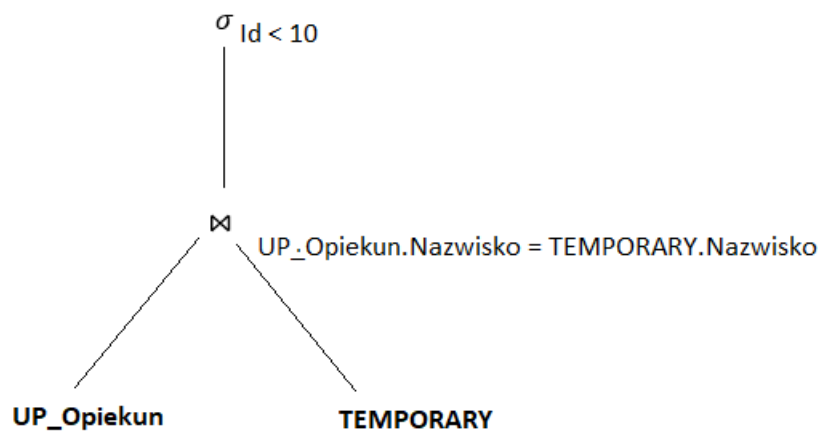 σ Id < 10
⋈
UP_Opiekun.Nazwisko = TEMPORARY.Nazwisko
UP_Opiekun TEMPORARY